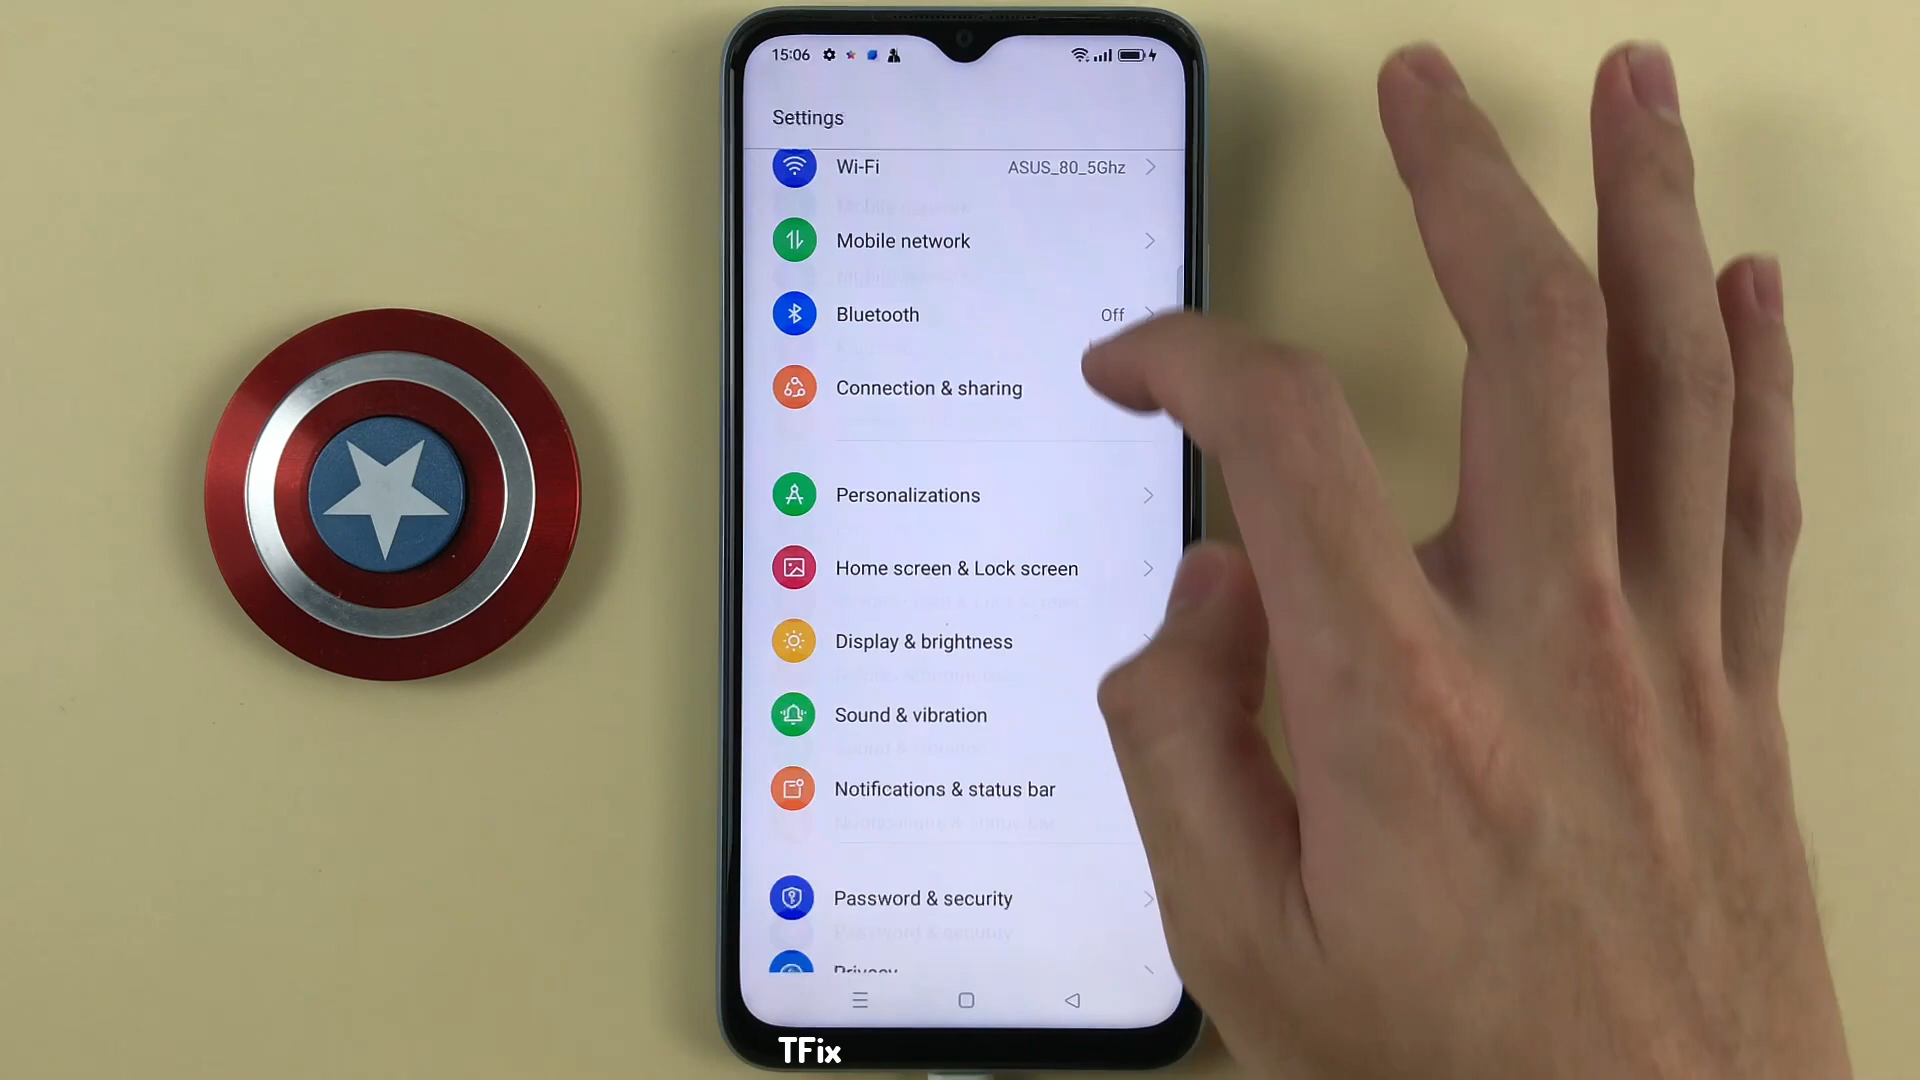 15:06
Settings
Wi-Fi ASUS_80_5Ghz
Mobile network
Bluetooth Off
Connection & sharing
Personalizations
Home screen & Lock screen
Display & brightness
Sound & vibration
Notifications & status bar
Password & security
Privacy
TFix